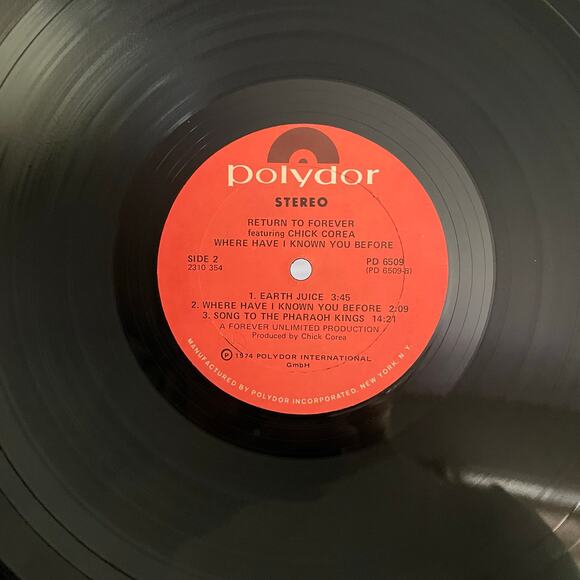 polydor
STEREO
RETURN TO FOREVER
featuring CHICK COREA
WHERE HAVE I KNOWN YOU BEFORE
SIDE 2 PD 6509
2310 354 (PD 6509-B)
1. EARTH JUICE 3:45
2. WHERE HAVE I KNOWN YOU BEFORE 2:09
3. SONG TO THE PHARAOH KINGS 14:21
A FOREVER UNLIMITED PRODUCTION
Produced by Chick Corea
℗ 1974 POLYDOR INTERNATIONAL
GmbH
MANUFACTURED BY POLYDOR INCORPORATED, NEW YORK, N.Y.